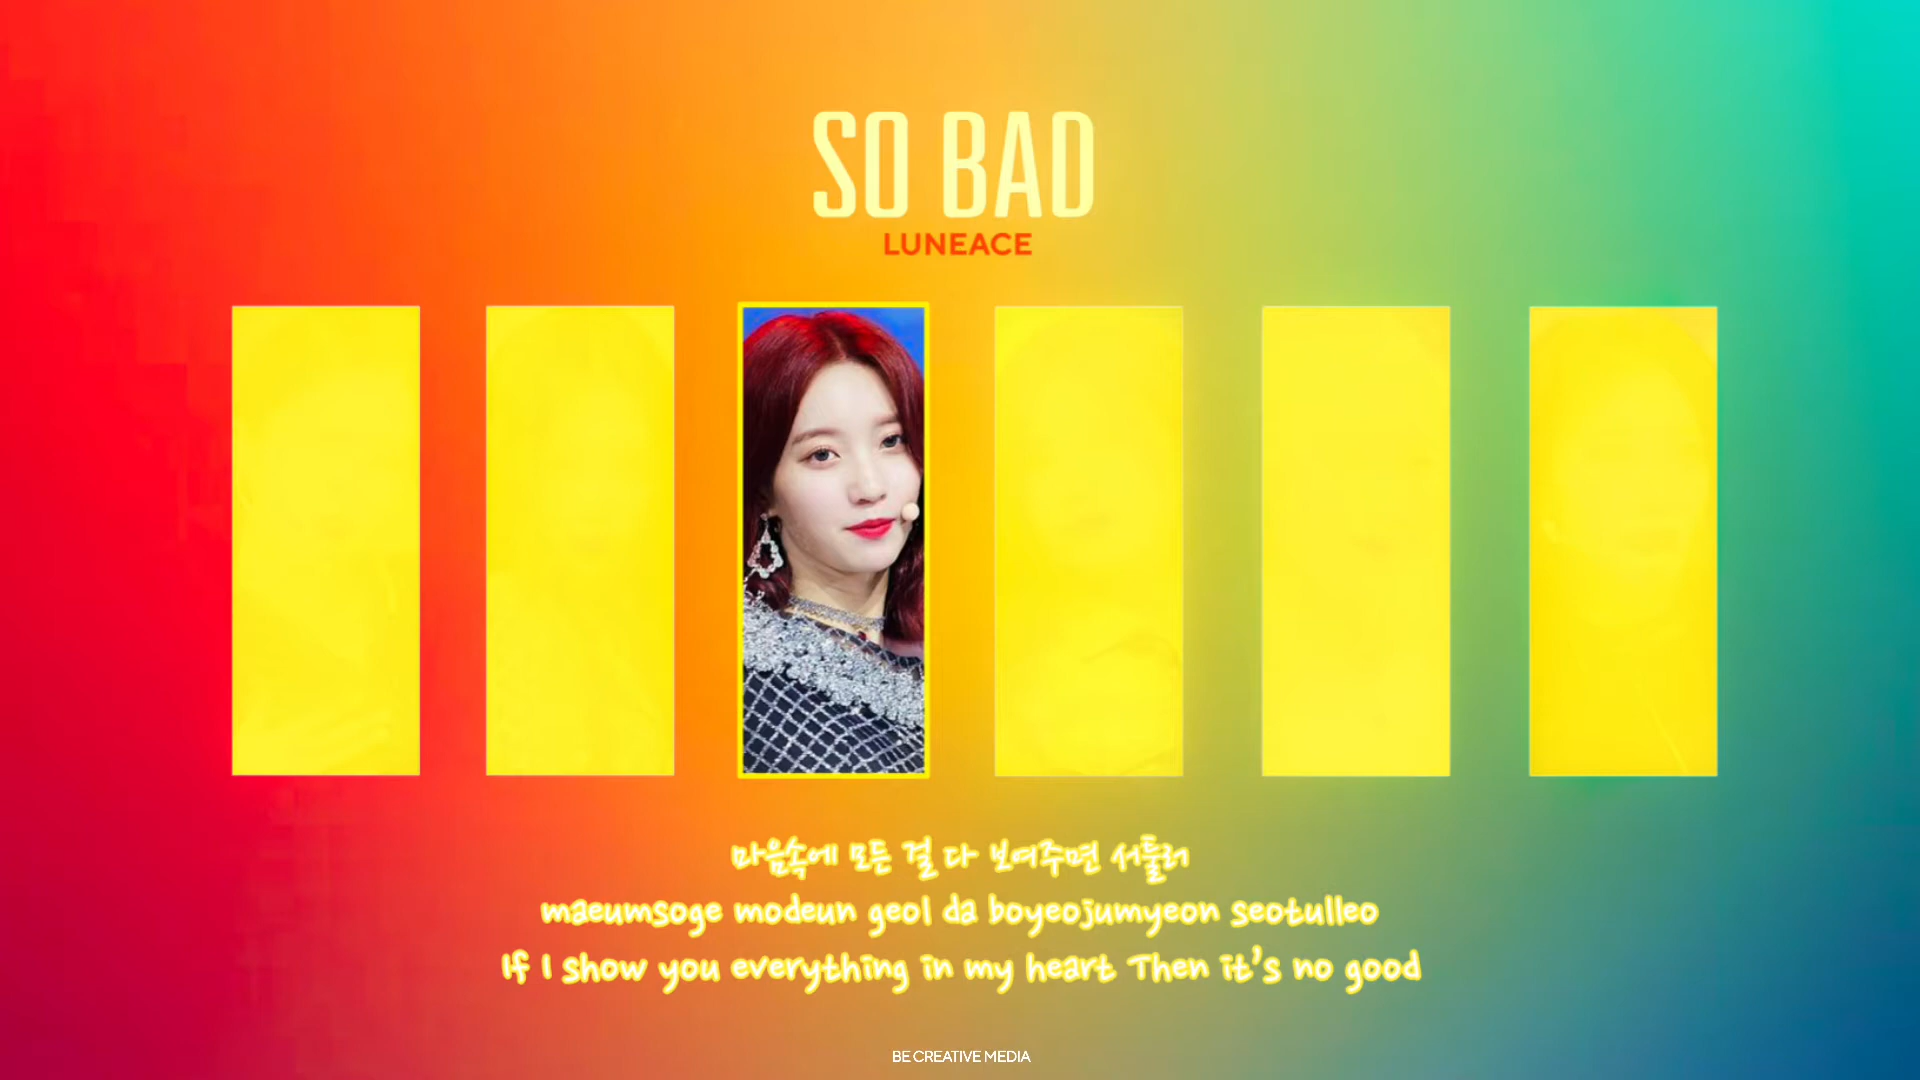 SO BAD
LUNEACE
마음속에 모든 걸 다 보여주면 서툴러
maeumsoge modeun geol da boyeojumyeon seotulleo
If I show you everything in my heart Then it's no good
BE CREATIVE MEDIA